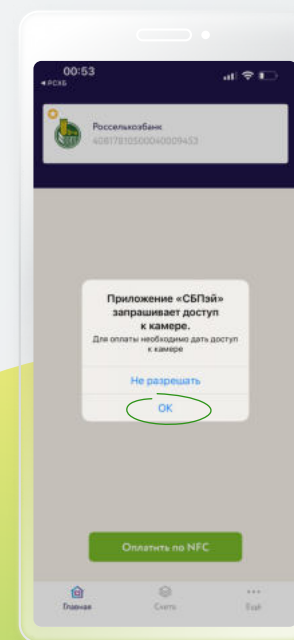 00:53
◄ РСХБ
Россельхозбанк
40817810500040009453
Приложение «СБПэй»
запрашивает доступ
к камере.
Для оплаты необходимо дать доступ
к камере
Не разрешать
ОК
Оплатить по NFC
Главная
Счета
Ещё